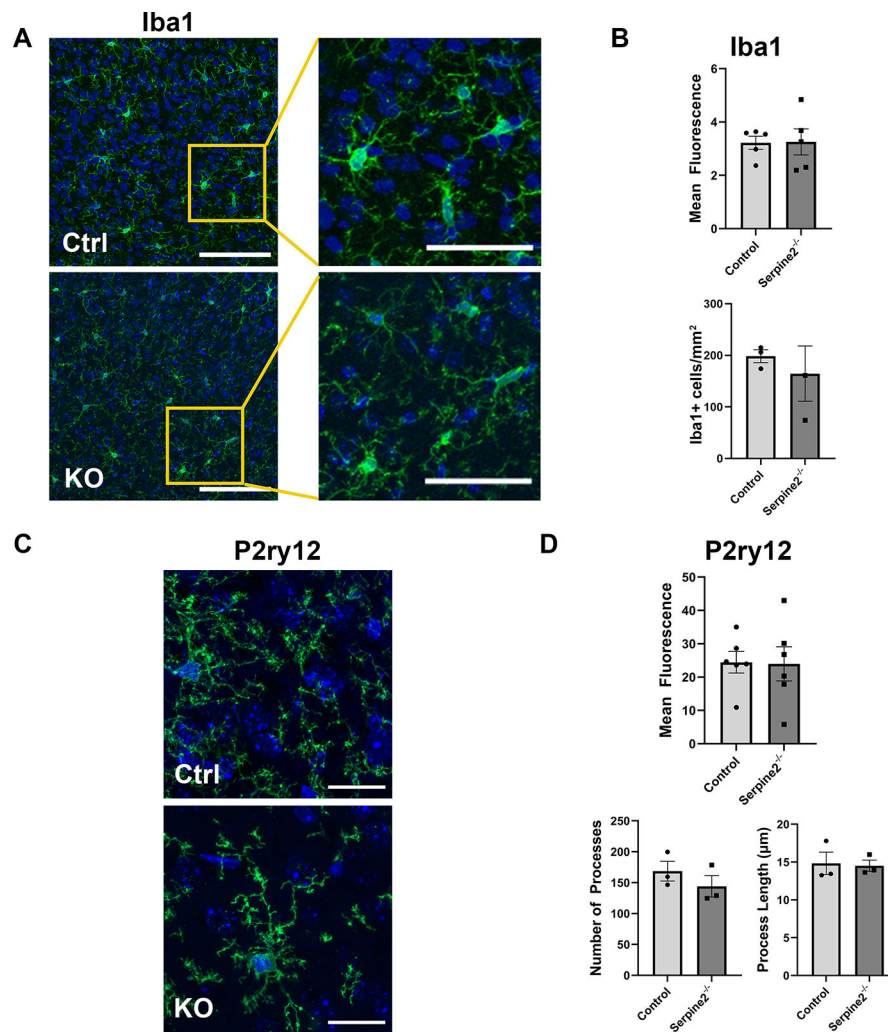 A
Iba1
Ctrl
KO
B
Iba1
Mean Fluorescence
6
4
2
0
Control
Serpine2⁻/⁻
Iba1+ cells/mm²
300
200
100
0
Control
Serpine2⁻/⁻
C
P2ry12
Ctrl
KO
D
P2ry12
Mean Fluorescence
50
40
30
20
10
0
Control
Serpine2⁻/⁻
Number of Processes
250
200
150
100
50
0
Control
Serpine2⁻/⁻
Process Length (µm)
20
15
10
5
0
Control
Serpine2⁻/⁻